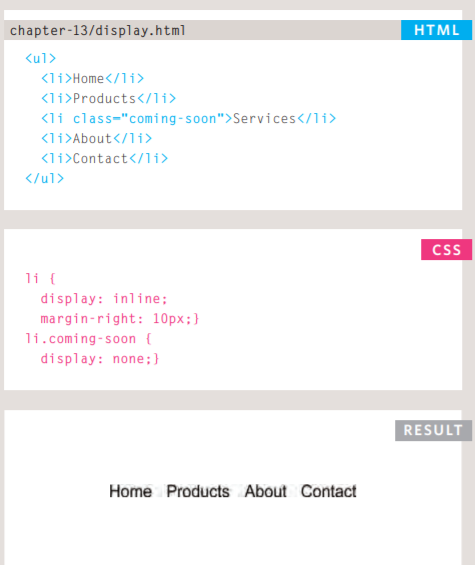 chapter-13/display.html HTML
<ul>
<li>Home</li>
<li>Products</li>
<li class="coming-soon">Services</li>
<li>About</li>
<li>Contact</li>
</ul>
CSS
li {
display: inline;
margin-right: 10px;}
li.coming-soon {
display: none;}
RESULT
Home Products About Contact